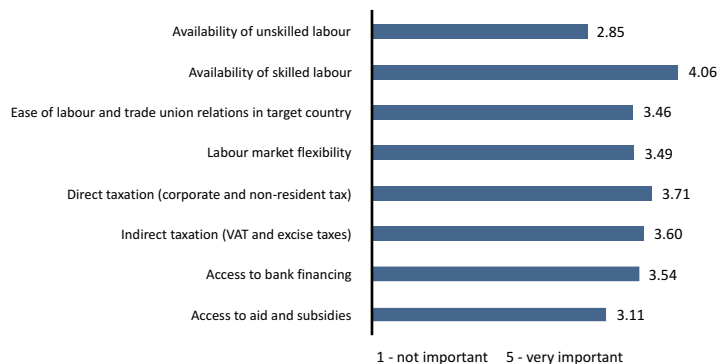 Availability of unskilled labour 2.85
Availability of skilled labour 4.06
Ease of labour and trade union relations in target country 3.46
Labour market flexibility 3.49
Direct taxation (corporate and non-resident tax) 3.71
Indirect taxation (VAT and excise taxes) 3.60
Access to bank financing 3.54
Access to aid and subsidies 3.11
1 - not important 5 - very important